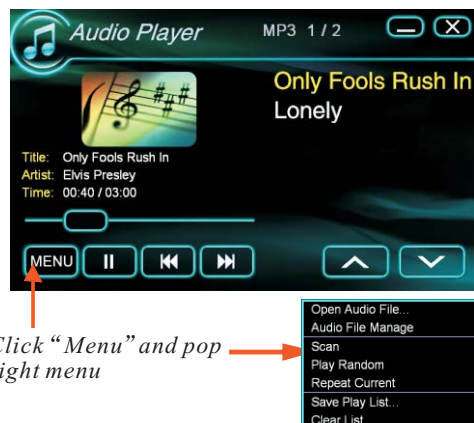 Audio Player
MP3 1 / 2
Only Fools Rush In
Lonely
Title: Only Fools Rush In
Artist: Elvis Presley
Time: 00:40 / 03:00
MENU
Click “Menu” and pop
right menu
Open Audio File...
Audio File Manage
Scan
Play Random
Repeat Current
Save Play List...
Clear List